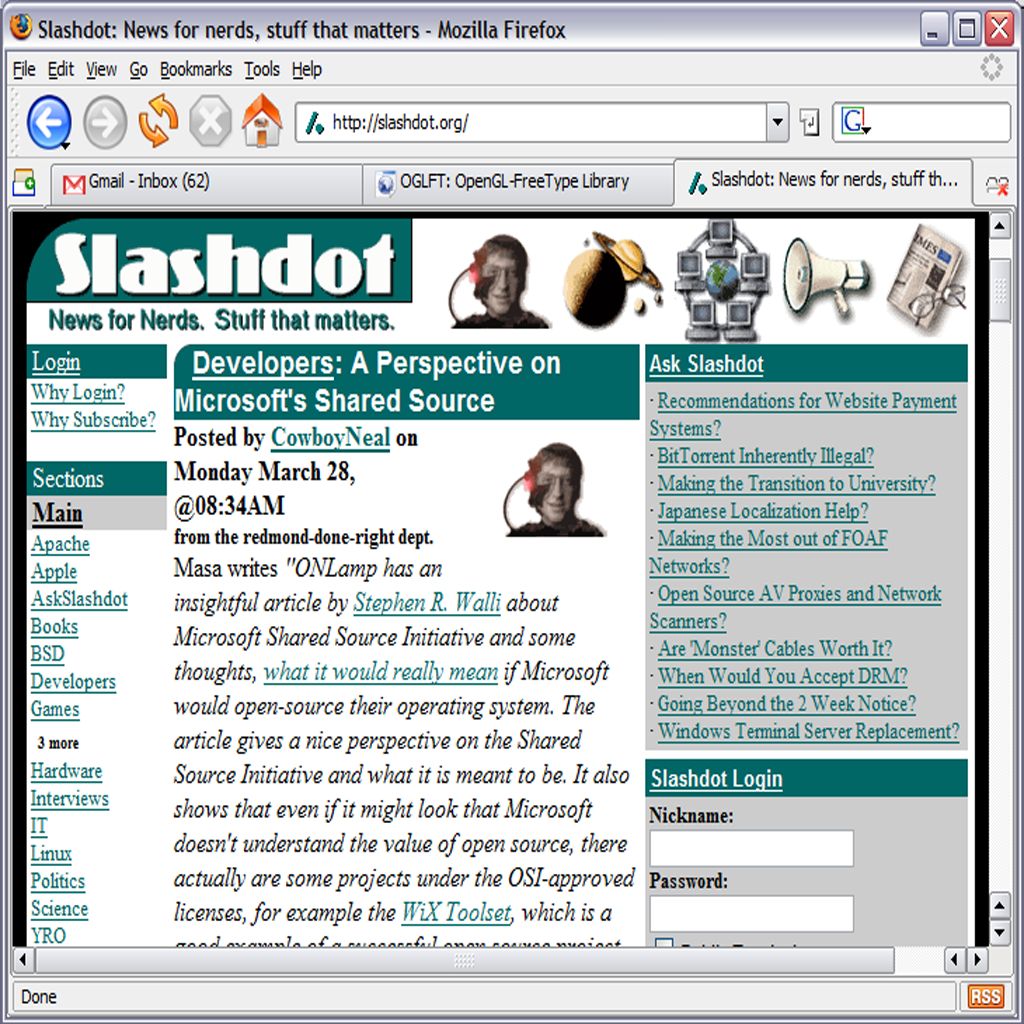 Slashdot: News for nerds, stuff that matters - Mozilla Firefox
File Edit View Go Bookmarks Tools Help
http://slashdot.org/
G
Gmail - Inbox (62)
OGLFT: OpenGL-FreeType Library
Slashdot: News for nerds, stuff th...
Slashdot
News for Nerds. Stuff that matters.
TIMES
Login
Why Login?
Why Subscribe?
Sections
Main
Apache
Apple
AskSlashdot
Books
BSD
Developers
Games
3 more
Hardware
Interviews
IT
Linux
Politics
Science
YRO
Developers: A Perspective on
Microsoft's Shared Source
Posted by CowboyNeal on
Monday March 28,
@08:34AM
from the redmond-done-right dept.
Masa writes "ONLamp has an
insightful article by Stephen R. Walli about
Microsoft Shared Source Initiative and some
thoughts, what it would really mean if Microsoft
would open-source their operating system. The
article gives a nice perspective on the Shared
Source Initiative and what it is meant to be. It also
shows that even if it might look that Microsoft
doesn't understand the value of open source, there
actually are some projects under the OSI-approved
licenses, for example the WiX Toolset, which is a
good example of a successful open source project
Ask Slashdot
· Recommendations for Website Payment
Systems?
· BitTorrent Inherently Illegal?
· Making the Transition to University?
· Japanese Localization Help?
· Making the Most out of FOAF
Networks?
· Open Source AV Proxies and Network
Scanners?
· Are 'Monster' Cables Worth It?
· When Would You Accept DRM?
· Going Beyond the 2 Week Notice?
· Windows Terminal Server Replacement?
Slashdot Login
Nickname:
Password:
Done
RSS